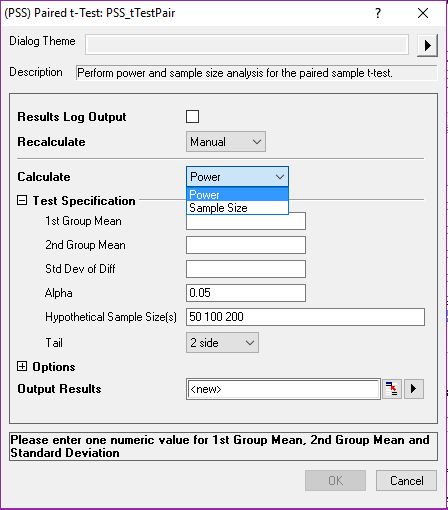 (PSS) Paired t-Test: PSS_tTestPair ? ×
Dialog Theme
Description Perform power and sample size analysis for the paired sample t-test.
Results Log Output
Recalculate Manual
Calculate Power
Power
Sample Size
Test Specification
1st Group Mean
2nd Group Mean
Std Dev of Diff
Alpha 0.05
Hypothetical Sample Size(s) 50 100 200
Tail 2 side
Options
Output Results <new>
Please enter one numeric value for 1st Group Mean, 2nd Group Mean and
Standard Deviation
OK Cancel